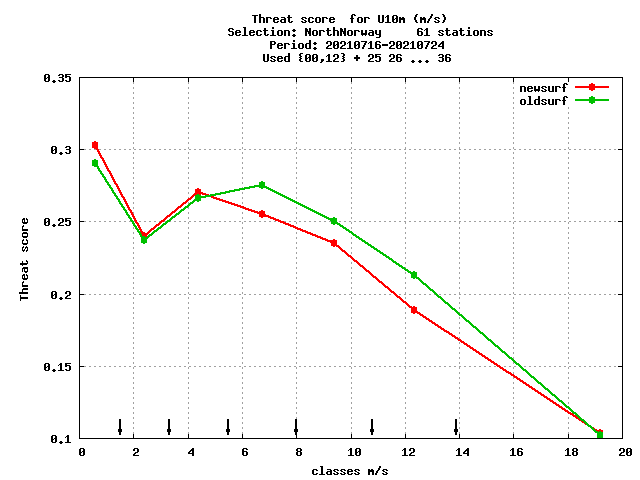 Threat score for U10m (m/s)
Selection: NorthNorway 61 stations
Period: 20210716-20210724
Used {00,12} + 25 26 ... 36
newsurf
oldsurf
0.35
0.3
0.25
0.2
0.15
0.1
Threat score
0 2 4 6 8 10 12 14 16 18 20
classes m/s